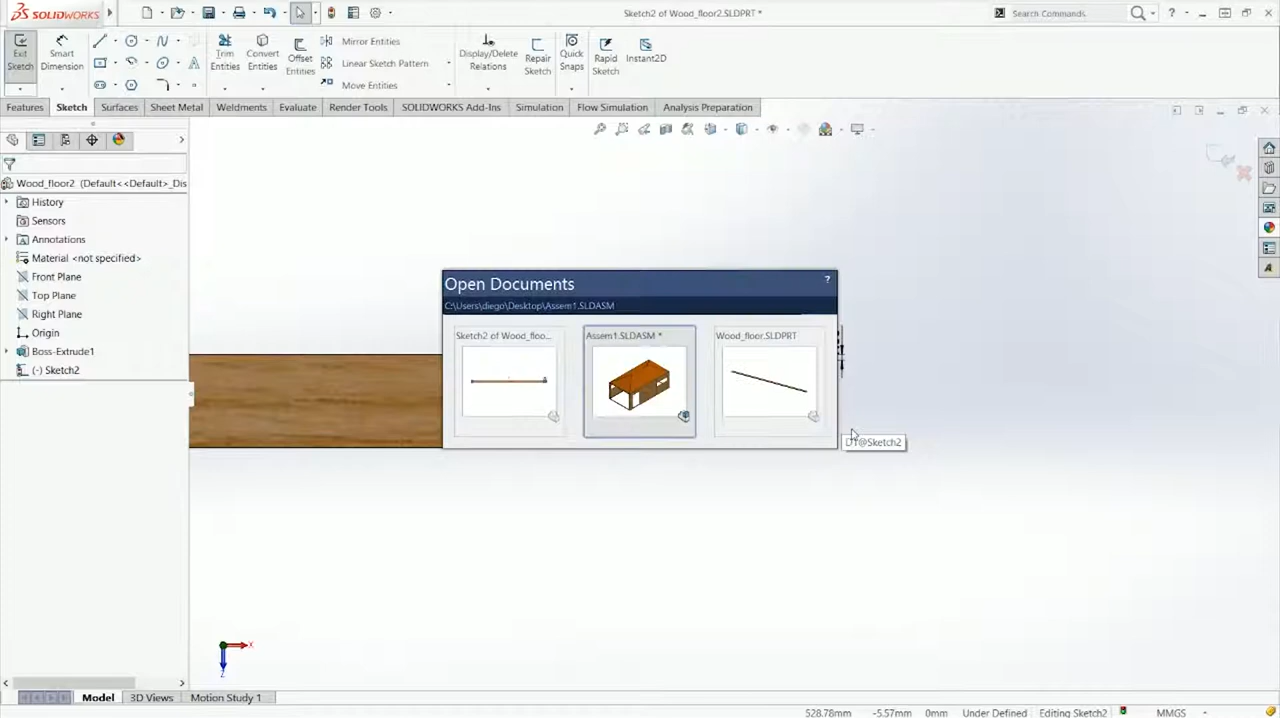 SOLIDWORKS
Sketch2 of Wood_floor2.SLDPRT *
Search Commands
?
Exit Sketch
Smart Dimension
Trim Entities
Convert Entities
Offset Entities
Mirror Entities
Linear Sketch Pattern
Move Entities
Display/Delete Relations
Repair Sketch
Quick Snaps
Rapid Sketch
Instant2D
Features
Sketch
Surfaces
Sheet Metal
Weldments
Evaluate
Render Tools
SOLIDWORKS Add-Ins
Simulation
Flow Simulation
Analysis Preparation
Wood_floor2 (Default<<Default>_Dis
History
Sensors
Annotations
Material <not specified>
Front Plane
Top Plane
Right Plane
Origin
Boss-Extrude1
(-) Sketch2
Open Documents
?
C:\Users\diego\Desktop\Assem1.SLDASM
Sketch2 of Wood_floo...
Assem1.SLDASM *
Wood_floor.SLDPRT
D1@Sketch2
X
Z
Model
3D Views
Motion Study 1
528.78mm
-5.57mm
0mm
Under Defined
Editing Sketch2
MMGS